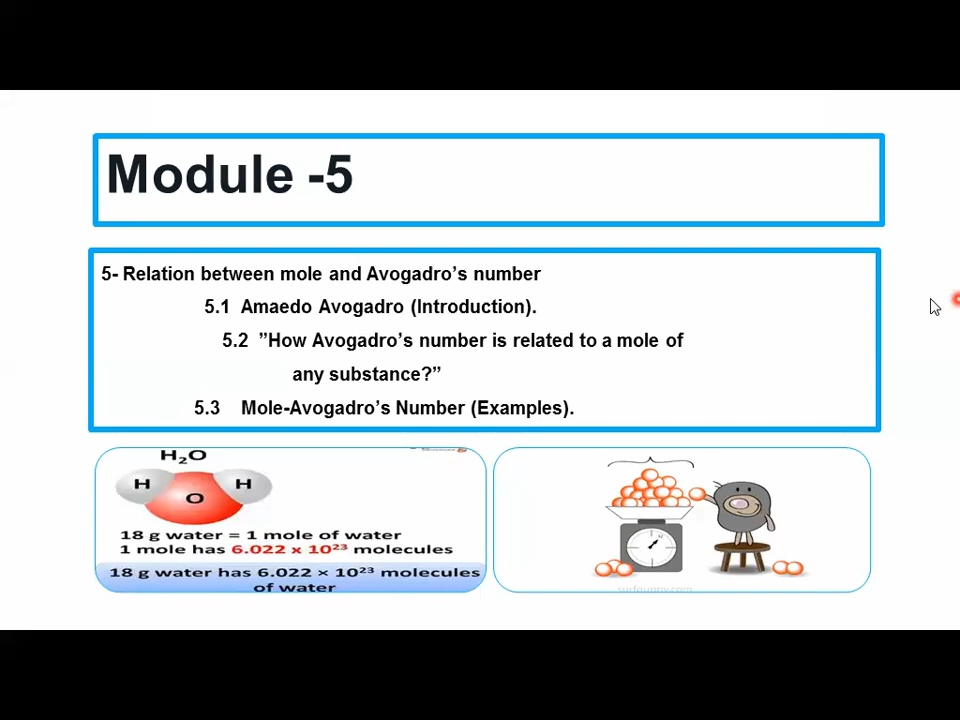 Module -5
5- Relation between mole and Avogadro’s number
5.1 Amaedo Avogadro (Introduction).
5.2 ”How Avogadro’s number is related to a mole of
any substance?”
5.3 Mole-Avogadro’s Number (Examples).
H₂O
H O H
18 g water = 1 mole of water
1 mole has 6.022 x 10²³ molecules
18 g water has 6.022 × 10²³ molecules
of water